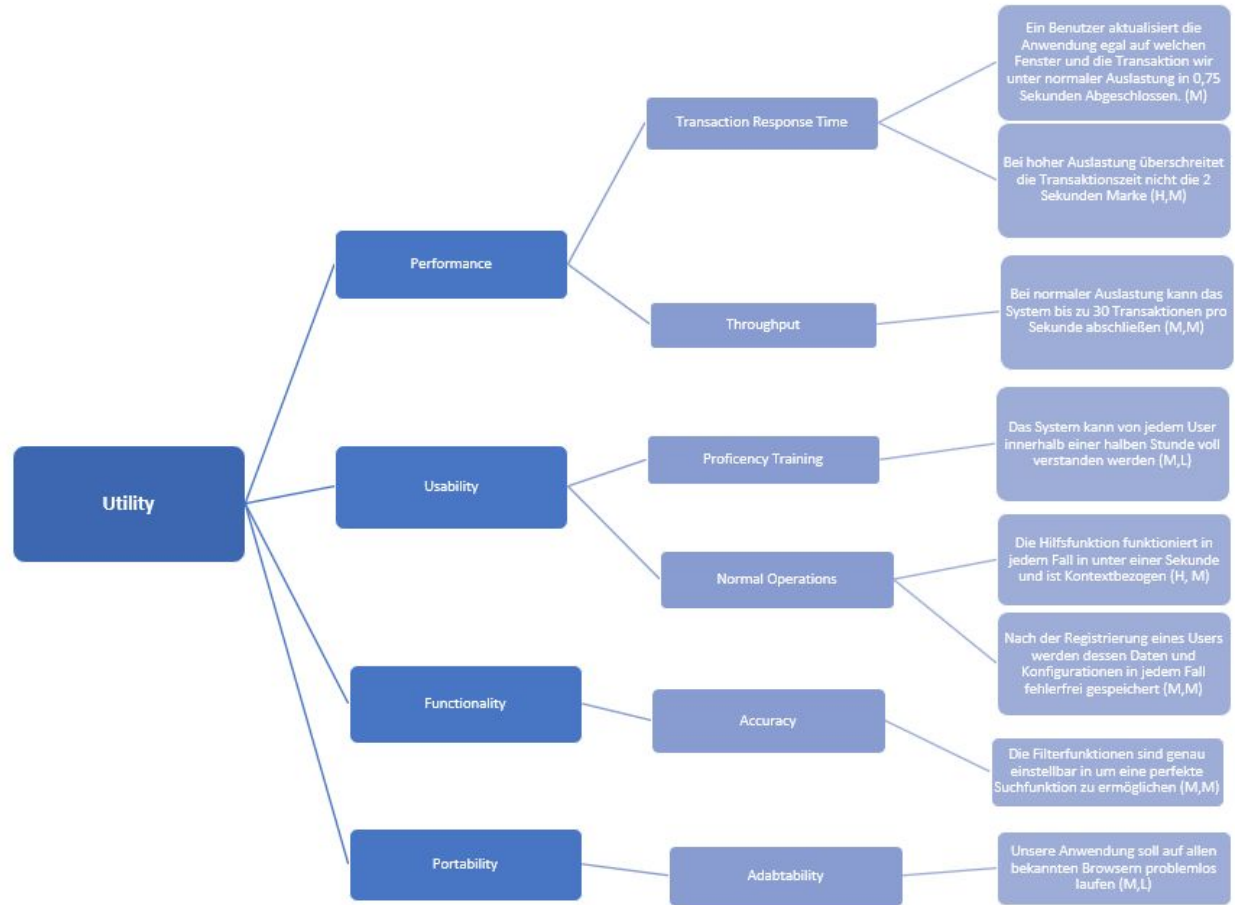 Utility
Performance
Transaction Response Time
Ein Benutzer aktualisiert die
Anwendung egal auf welchen
Fenster und die Transaktion wir
unter normaler Auslastung in 0,75
Sekunden Abgeschlossen. (M)
Bei hoher Auslastung überschreitet
die Transaktionszeit nicht die 2
Sekunden Marke (H,M)
Throughput
Bei normaler Auslastung kann das
System bis zu 30 Transaktionen pro
Sekunde abschließen (M,M)
Usability
Proficency Training
Das System kann von jedem User
innerhalb einer halben Stunde voll
verstanden werden (M,L)
Normal Operations
Die Hilfsfunktion funktioniert in
jedem Fall in unter einer Sekunde
und ist Kontextbezogen (H, M)
Nach der Registrierung eines Users
werden dessen Daten und
Konfigurationen in jedem Fall
fehlerfrei gespeichert (M,M)
Functionality
Accuracy
Die Filterfunktionen sind genau
einstellbar in um eine perfekte
Suchfunktion zu ermöglichen (M,M)
Portability
Adabtability
Unsere Anwendung soll auf allen
bekannten Browsern problemlos
laufen (M,L)